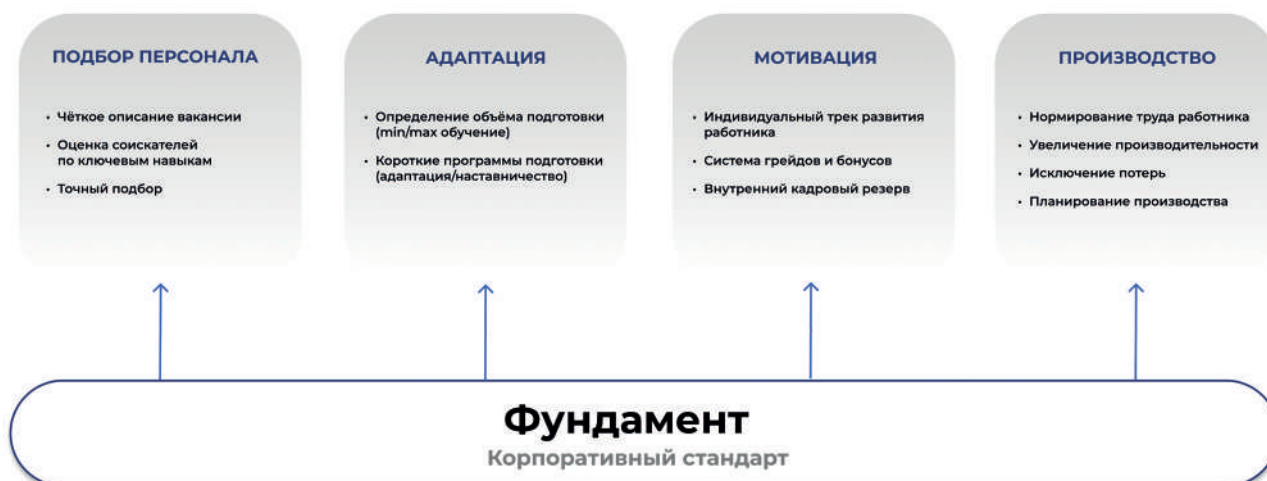 ПОДБОР ПЕРСОНАЛА
• Чёткое описание вакансии
• Оценка соискателей
по ключевым навыкам
• Точный подбор
АДАПТАЦИЯ
• Определение объёма подготовки
(min/max обучение)
• Короткие программы подготовки
(адаптация/наставничество)
МОТИВАЦИЯ
• Индивидуальный трек развития
работника
• Система грейдов и бонусов
• Внутренний кадровый резерв
ПРОИЗВОДСТВО
• Нормирование труда работника
• Увеличение производительности
• Исключение потерь
• Планирование производства
Фундамент
Корпоративный стандарт